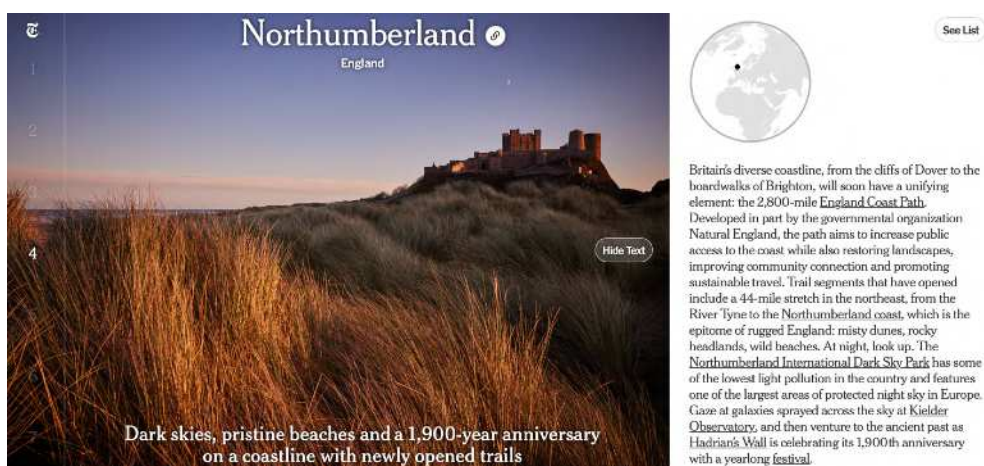 Northumberland
England
1
2
3
4
6
Hide Text
Dark skies, pristine beaches and a 1,900-year anniversary
on a coastline with newly opened trails
See List
Britain's diverse coastline, from the cliffs of Dover to the
boardwalks of Brighton, will soon have a unifying
element: the 2,800-mile England Coast Path.
Developed in part by the governmental organization
Natural England, the path aims to increase public
access to the coast while also restoring landscapes,
improving community connection and promoting
sustainable travel. Trail segments that have opened
include a 44-mile stretch in the northeast, from the
River Tyne to the Northumberland coast, which is the
epitome of rugged England: misty dunes, rocky
headlands, wild beaches. At night, look up. The
Northumberland International Dark Sky Park has some
of the lowest light pollution in the country and features
one of the largest areas of protected night sky in Europe.
Gaze at galaxies sprayed across the sky at Kielder
Observatory, and then venture to the ancient past as
Hadrian's Wall is celebrating its 1,900th anniversary
with a yearlong festival.